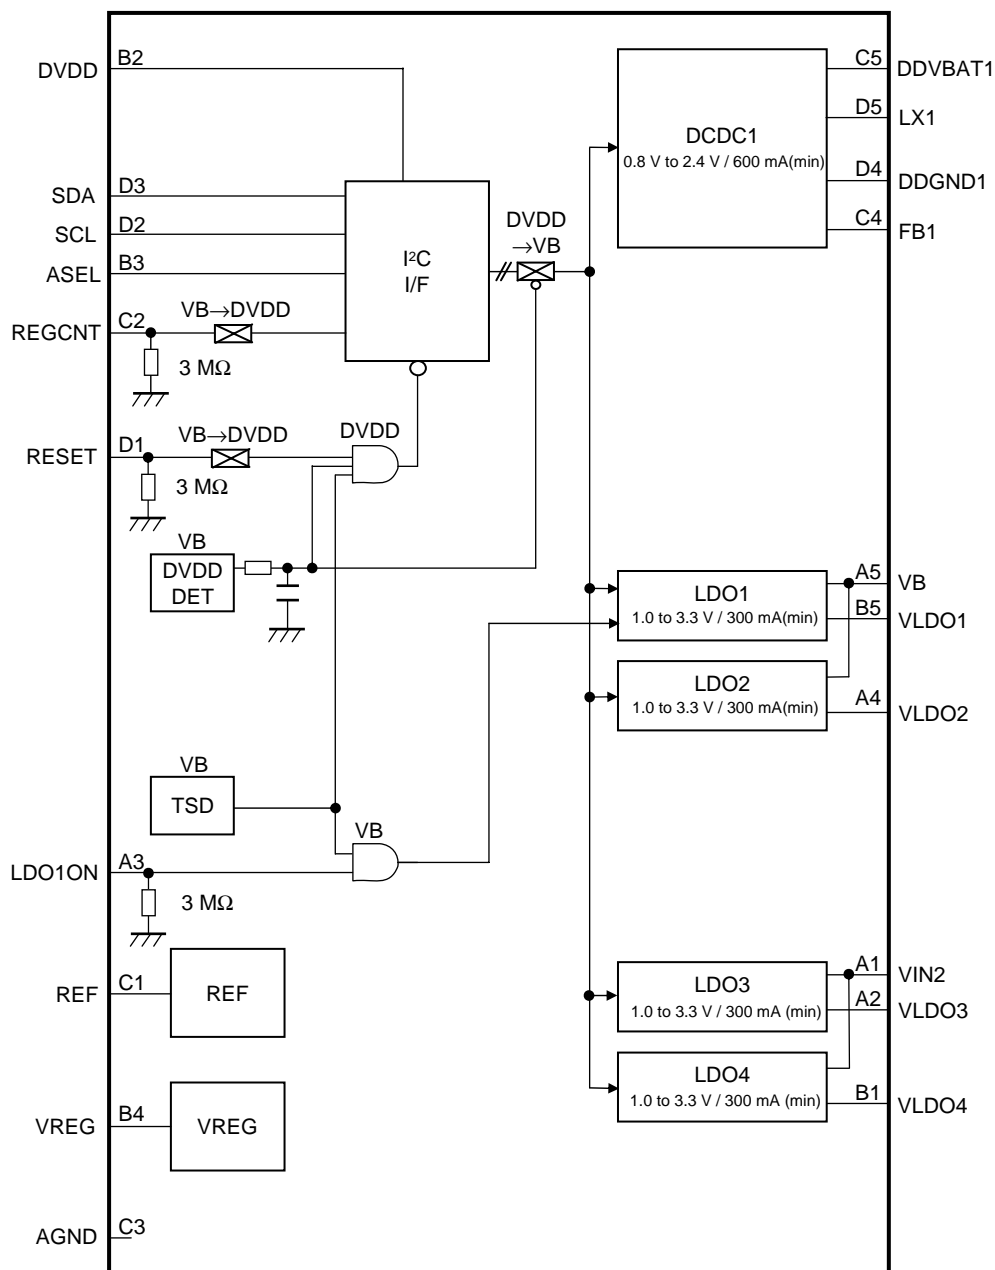 DVDD
B2
SDA
D3
SCL
D2
ASEL
B3
REGCNT
C2
VB→DVDD
3 MΩ
I²C
I/F
DVDD
→VB
RESET
D1
VB→DVDD
3 MΩ
DVDD
VB
DVDD
DET
VB
TSD
VB
LDO1ON
A3
3 MΩ
REF
C1
REF
VREG
B4
VREG
AGND
C3
DCDC1
0.8 V to 2.4 V / 600 mA(min)
C5
DDVBAT1
D5
LX1
D4
DDGND1
C4
FB1
LDO1
1.0 to 3.3 V / 300 mA(min)
A5
VB
B5
VLDO1
LDO2
1.0 to 3.3 V / 300 mA(min)
A4
VLDO2
LDO3
1.0 to 3.3 V / 300 mA (min)
A1
VIN2
A2
VLDO3
LDO4
1.0 to 3.3 V / 300 mA (min)
B1
VLDO4